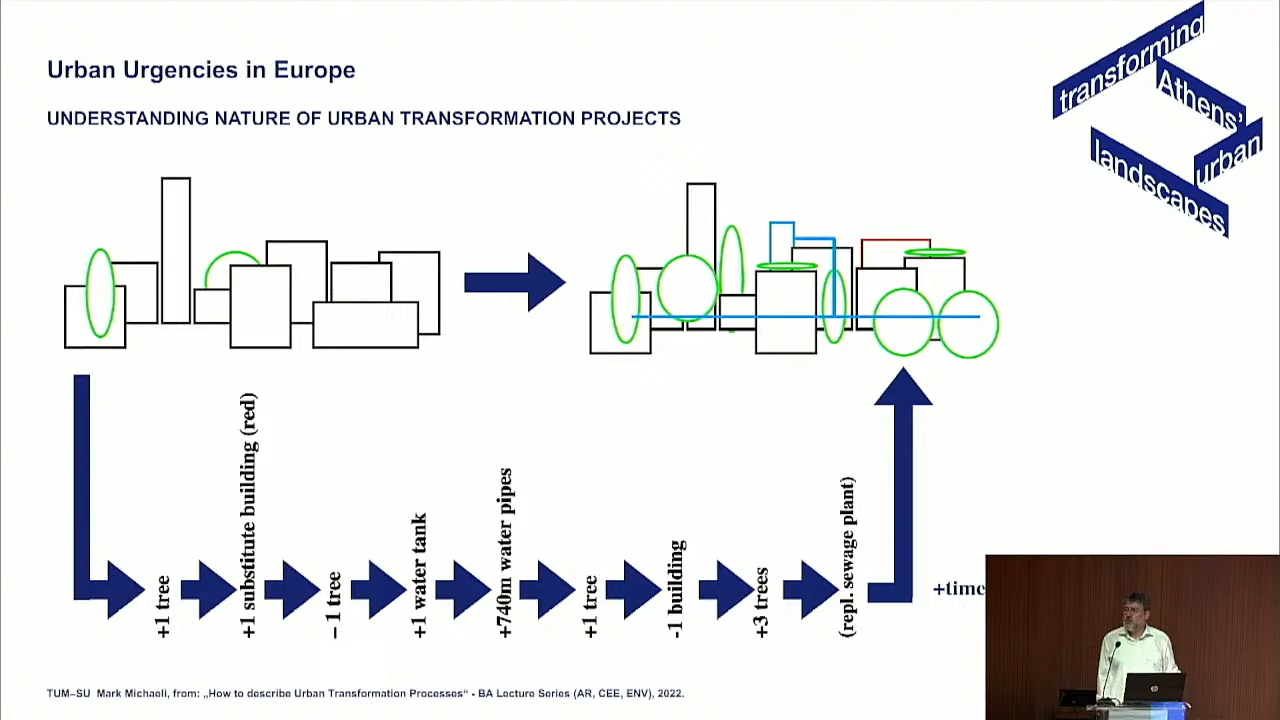 Urban Urgencies in Europe
UNDERSTANDING NATURE OF URBAN TRANSFORMATION PROJECTS
transforming
Athens'
urban
landscapes
+1 tree
+1 substitute building (red)
– 1 tree
+1 water tank
+740m water pipes
+1 tree
-1 building
+3 trees
(repl. sewage plant)
+time
TUM–SU Mark Michaeli, from: „How to describe Urban Transformation Processes“ - BA Lecture Series (AR, CEE, ENV), 2022.
hp